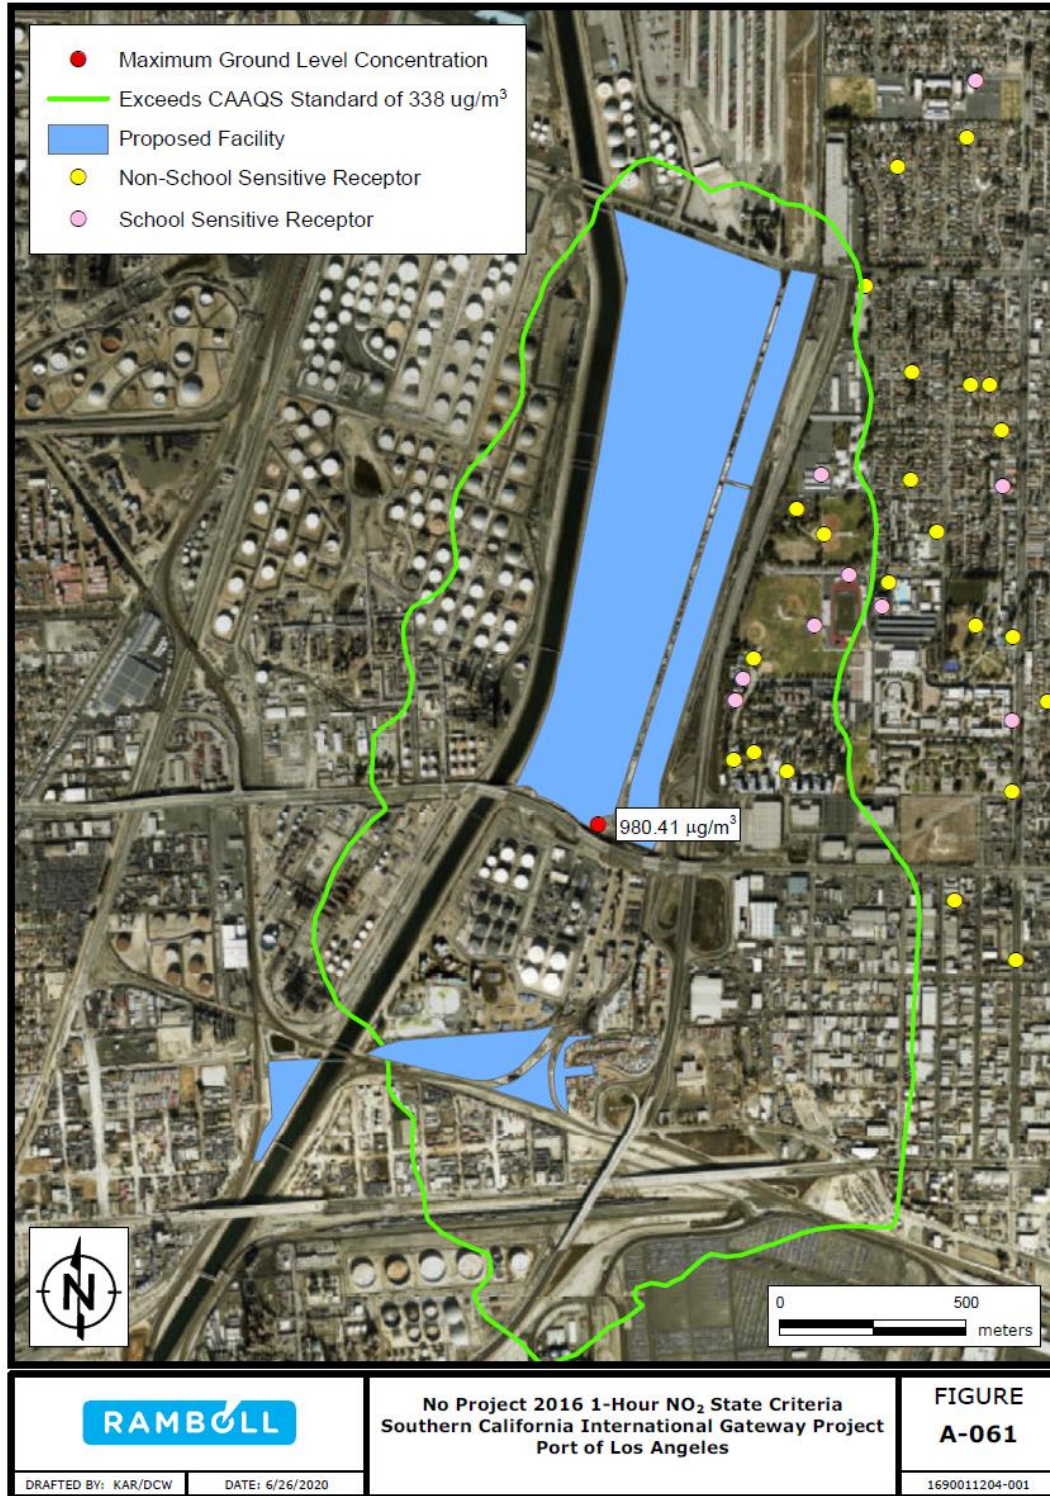 Maximum Ground Level Concentration
Exceeds CAAQS Standard of 338 ug/m³
Proposed Facility
Non-School Sensitive Receptor
School Sensitive Receptor
980.41 μg/m³
N
0 500
meters
RAMBOLL
No Project 2016 1-Hour NO₂ State Criteria
Southern California International Gateway Project
Port of Los Angeles
FIGURE
A-061
DRAFTED BY: KAR/DCW
DATE: 6/26/2020
1690011204-001